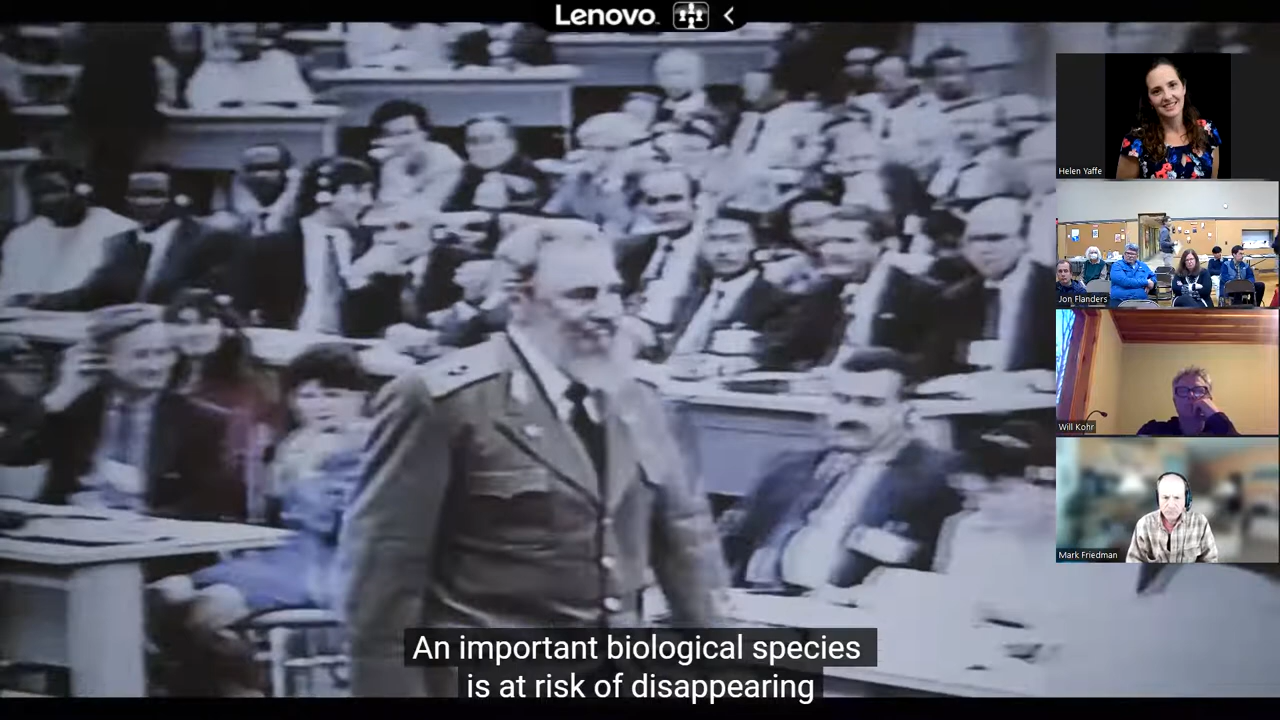 Lenovo
Helen Yaffe
Jon Flanders
Will Kohr
Mark Friedman
An important biological species
is at risk of disappearing